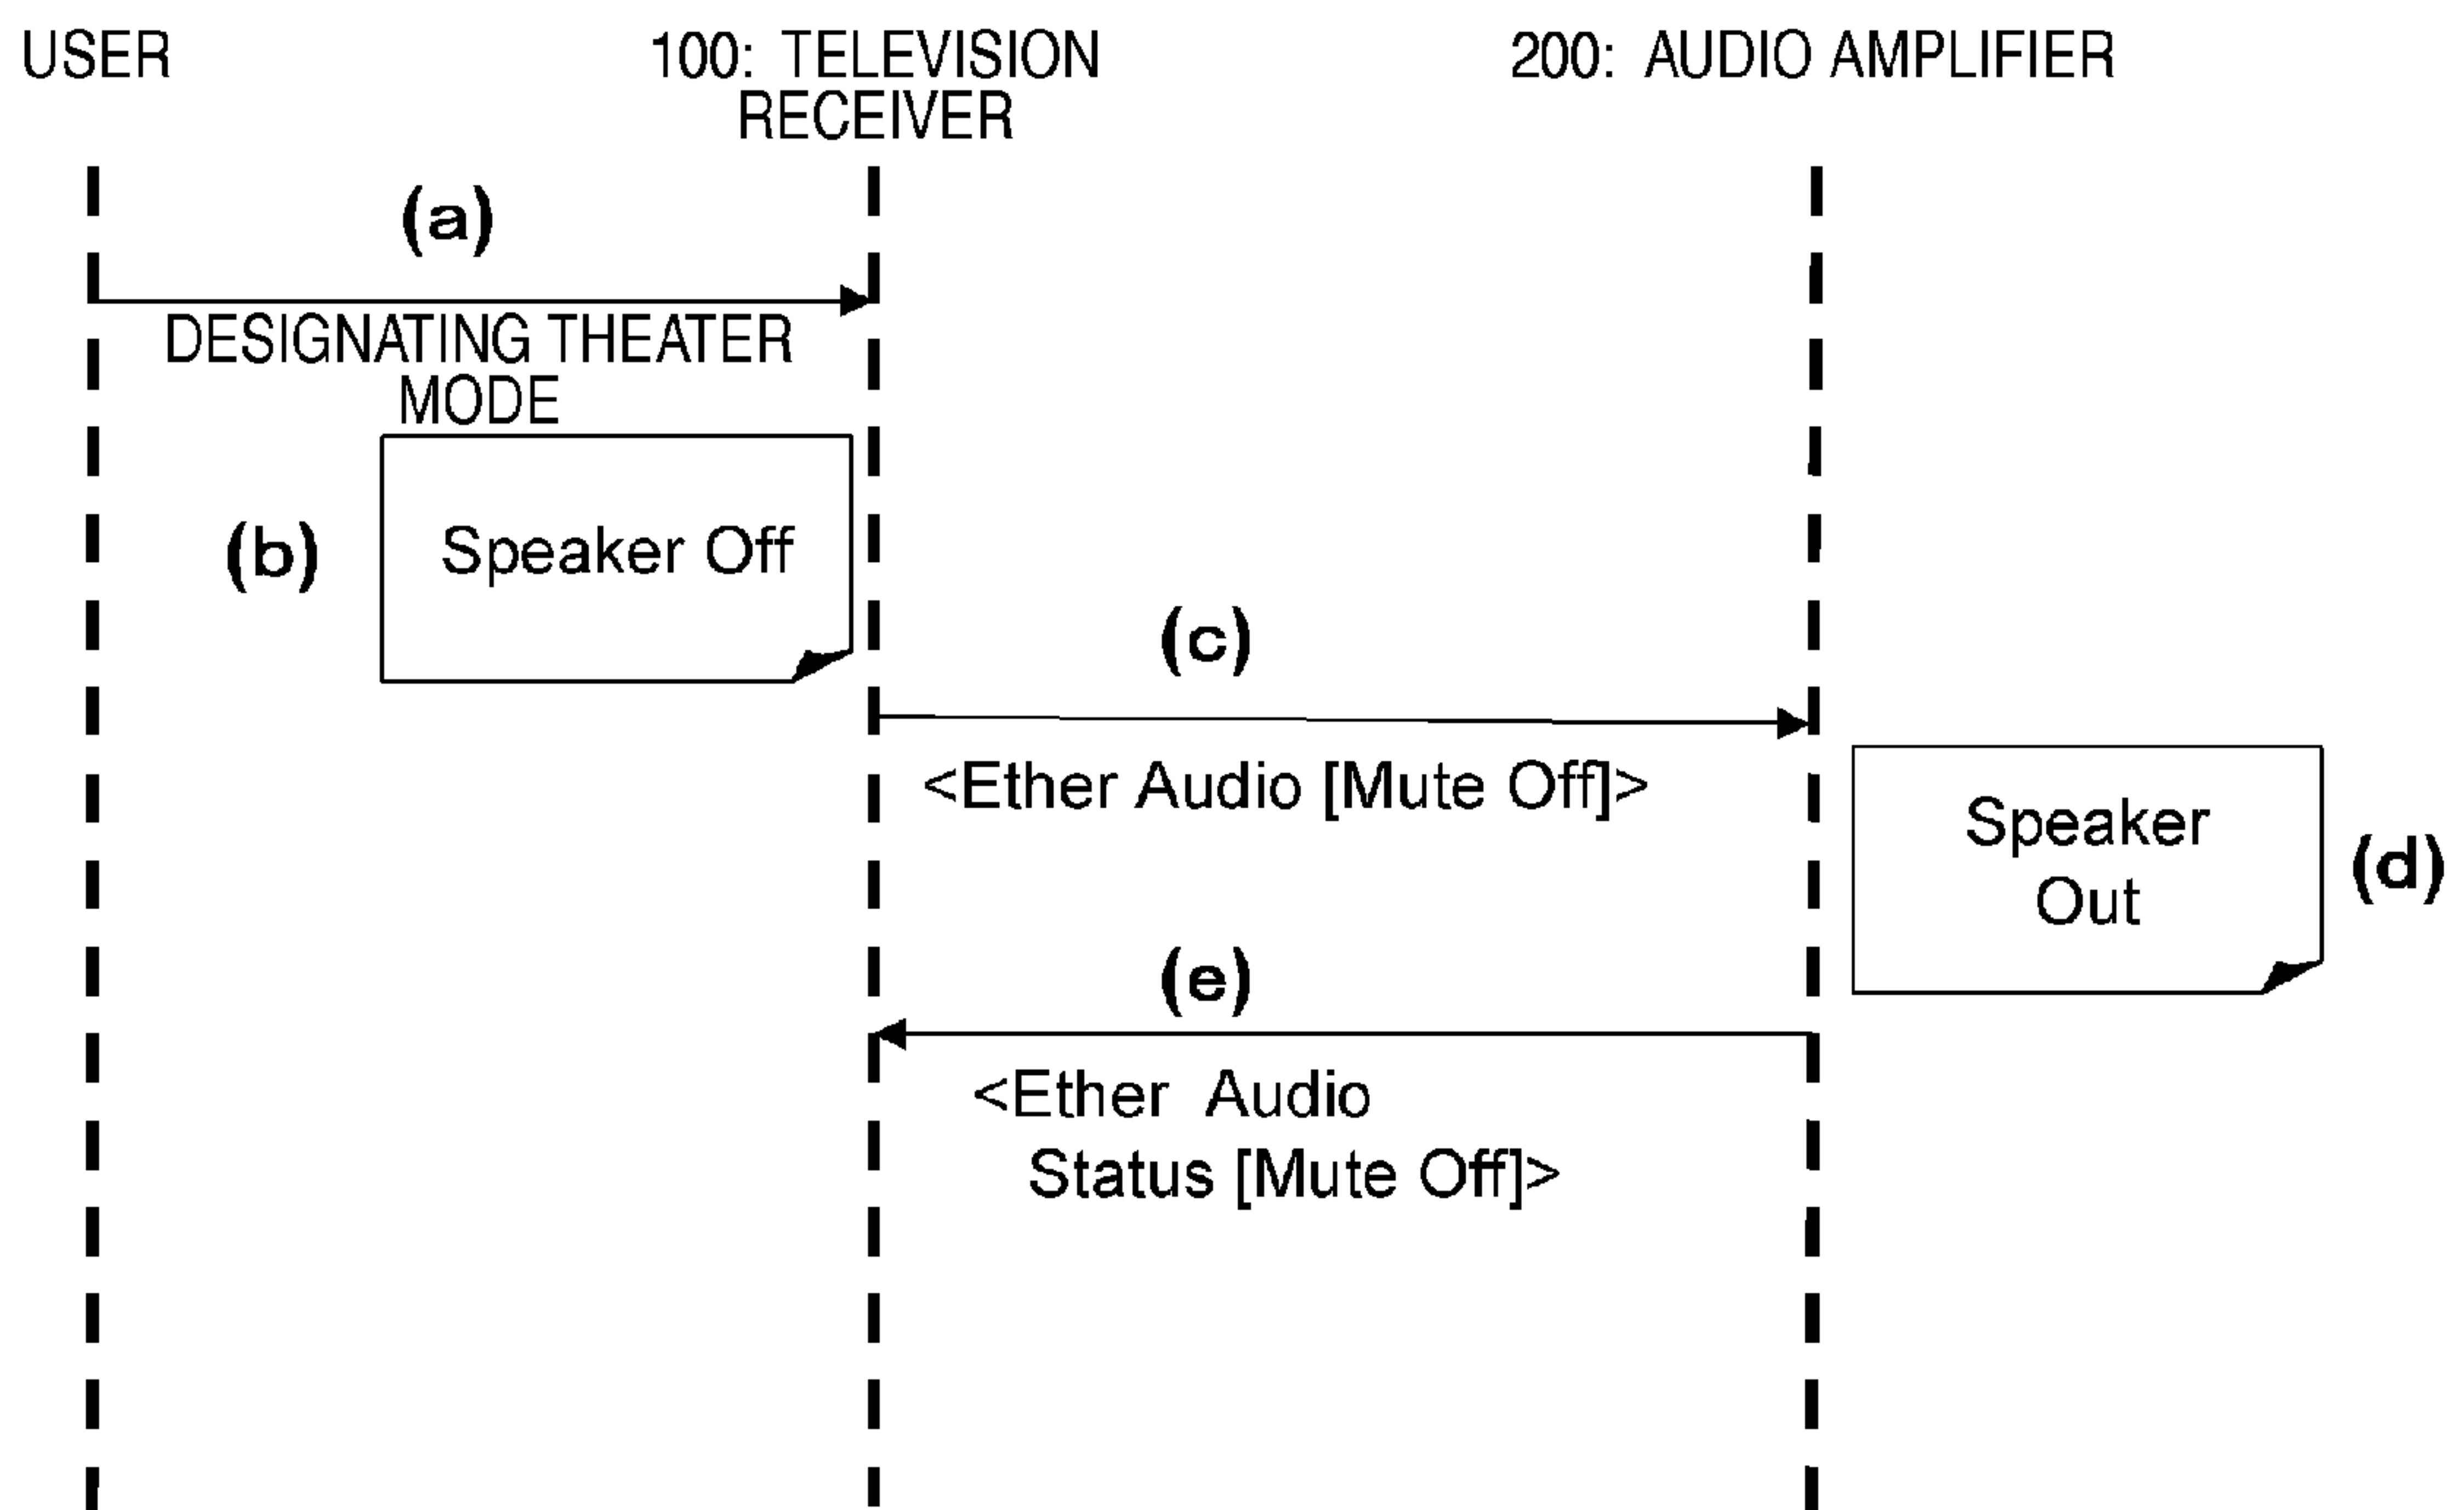 USER
100: TELEVISION
RECEIVER
200: AUDIO AMPLIFIER
(a)
DESIGNATING THEATER
MODE
(b)
Speaker Off
(c)
<Ether Audio [Mute Off]>
Speaker
Out
(d)
(e)
<Ether Audio
Status [Mute Off]>